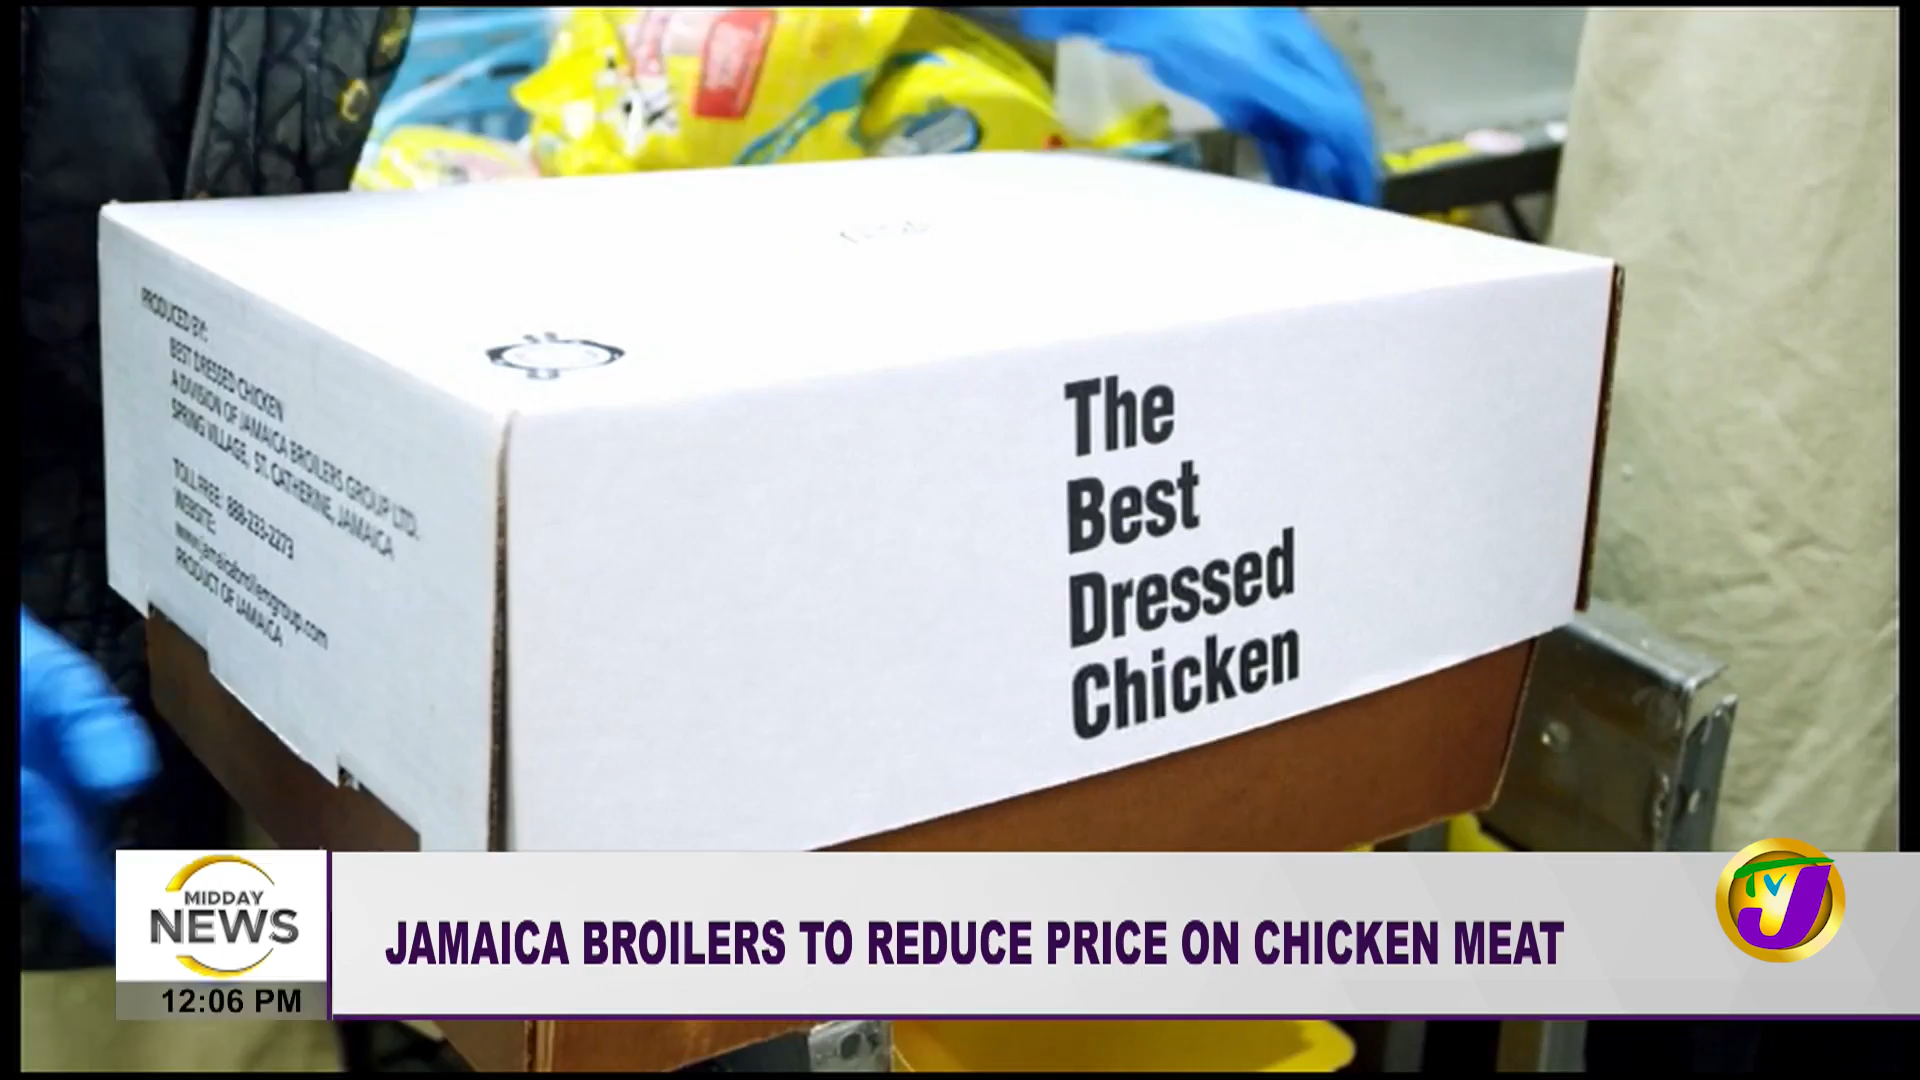 PRODUCED BY:
BEST DRESSED CHICKEN
A DIVISION OF JAMAICA BROILERS GROUP LTD.
SPRING VILLAGE, ST. CATHERINE, JAMAICA
TOLL FREE: 888-233-2273
WEBSITE:
www.jamaicabroilersgroup.com
PRODUCT OF JAMAICA
The
Best
Dressed
Chicken
MIDDAY
NEWS
12:06 PM
JAMAICA BROILERS TO REDUCE PRICE ON CHICKEN MEAT
TVJ